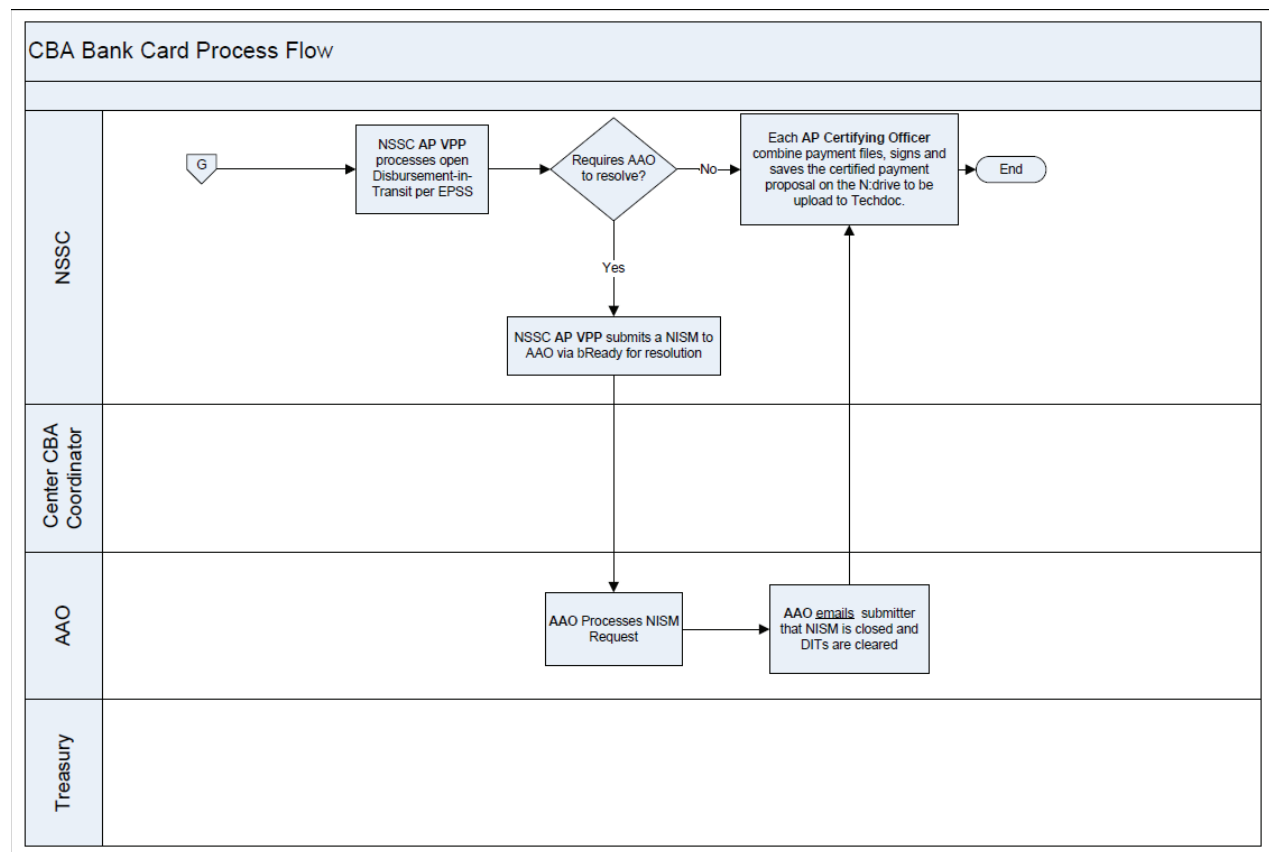 CBA Bank Card Process Flow
NSSC
G
NSSC AP VPP
processes open
Disbursement-in-
Transit per EPSS
Requires AAO
to resolve?
No
Each AP Certifying Officer
combine payment files, signs and
saves the certified payment
proposal on the N:drive to be
upload to Techdoc.
End
Yes
NSSC AP VPP submits a NISM to
AAO via bReady for resolution
Center CBA
Coordinator
AAO
AAO Processes NISM
Request
AAO emails submitter
that NISM is closed and
DITs are cleared
Treasury